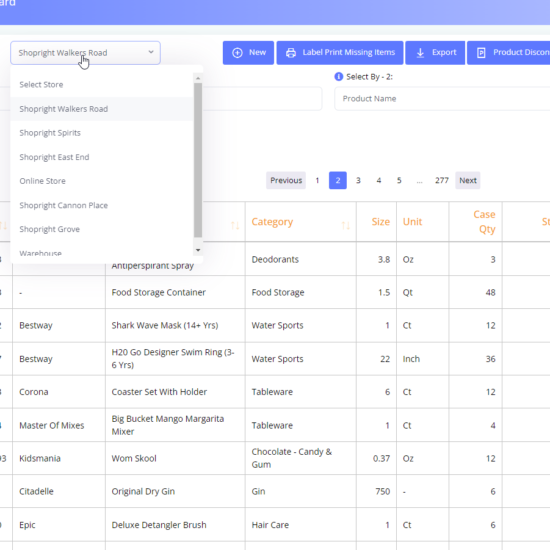 ard
Shopright Walkers Road
New
Label Print Missing Items
Export
Product Discon
Select Store
Shopright Walkers Road
Shopright Spirits
Shopright East End
Online Store
Shopright Cannon Place
Shopright Grove
Warehouse
Select By - 2:
Product Name
Previous 1 2 3 4 5 ... 277 Next
Category Size Unit Case Qty St
Antiperspirant Spray Deodorants 3.8 Oz 3
- Food Storage Container Food Storage 1.5 Qt 48
Bestway Shark Wave Mask (14+ Yrs) Water Sports 1 Ct 12
Bestway H20 Go Designer Swim Ring (3-
6 Yrs) Water Sports 22 Inch 36
Corona Coaster Set With Holder Tableware 6 Ct 12
Master Of Mixes Big Bucket Mango Margarita
Mixer Tableware 1 Ct 4
93 Kidsmania Wom Skool Chocolate - Candy &
Gum 0.37 Oz 12
Citadelle Original Dry Gin Gin 750 - 6
Epic Deluxe Detangler Brush Hair Care 1 Ct 6